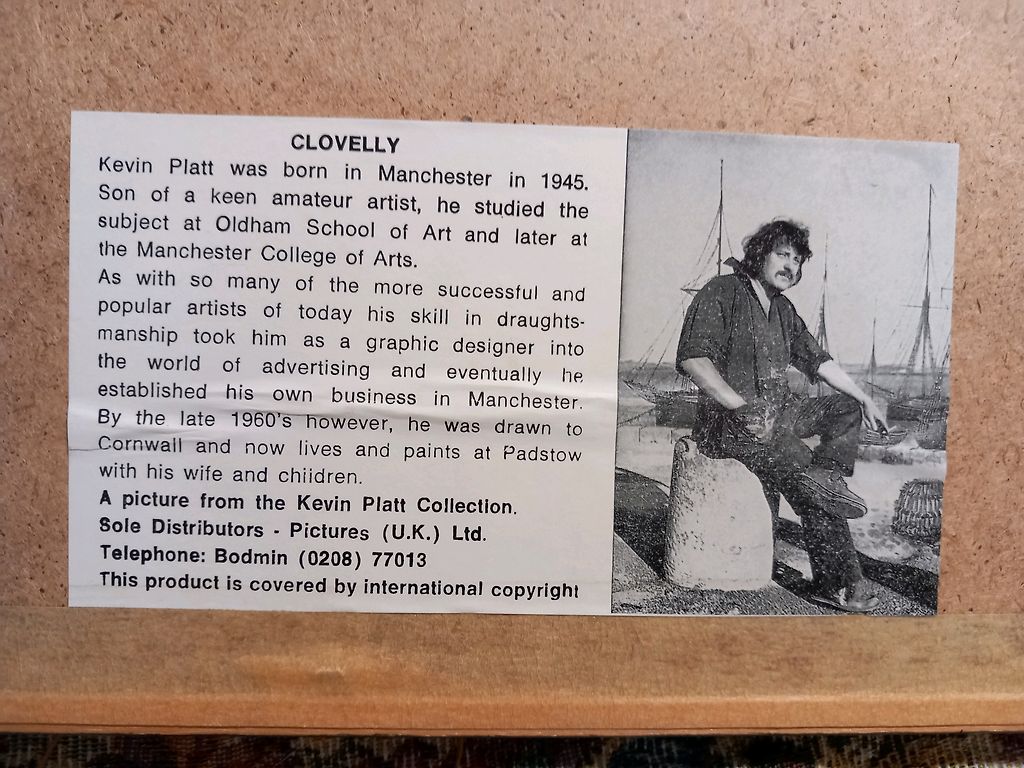 CLOVELLY
Kevin Platt was born in Manchester in 1945.
Son of a keen amateur artist, he studied the
subject at Oldham School of Art and later at
the Manchester College of Arts.
As with so many of the more successful and
popular artists of today his skill in draughts-
manship took him as a graphic designer into
the world of advertising and eventually he
established his own business in Manchester.
By the late 1960's however, he was drawn to
Cornwall and now lives and paints at Padstow
with his wife and children.
A picture from the Kevin Platt Collection.
Sole Distributors - Pictures (U.K.) Ltd.
Telephone: Bodmin (0208) 77013
This product is covered by international copyright